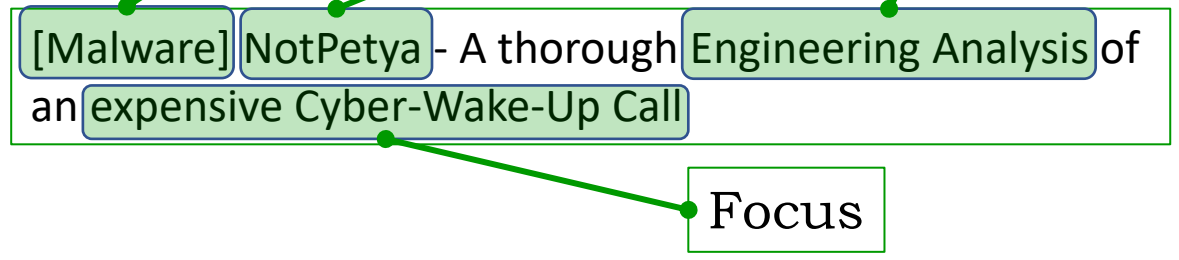 [Malware] NotPetya - A thorough Engineering Analysis of
an expensive Cyber-Wake-Up Call
Focus